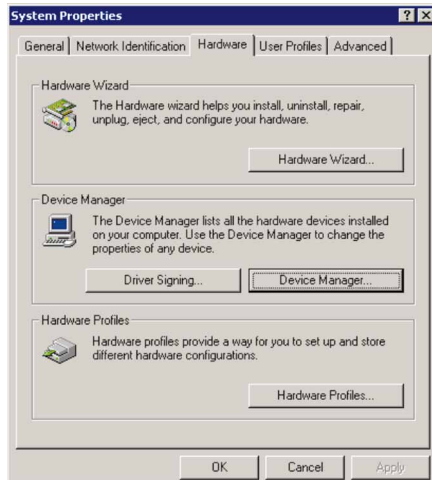 System Properties
General Network Identification Hardware User Profiles Advanced
Hardware Wizard
The Hardware wizard helps you install, uninstall, repair,
unplug, eject, and configure your hardware.
Hardware Wizard...
Device Manager
The Device Manager lists all the hardware devices installed
on your computer. Use the Device Manager to change the
properties of any device.
Driver Signing... Device Manager...
Hardware Profiles
Hardware profiles provide a way for you to set up and store
different hardware configurations.
Hardware Profiles...
OK Cancel Apply